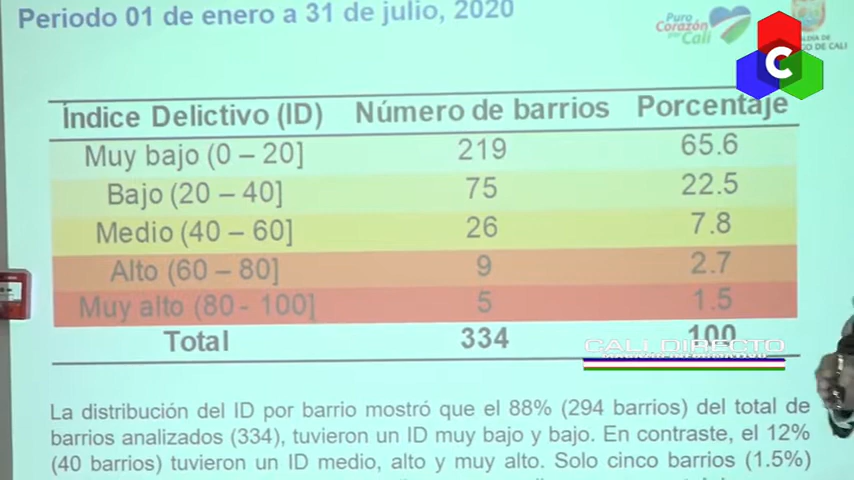 Periodo 01 de enero a 31 de julio, 2020
Puro
Corazón
por Cali
DE CALI
C
Índice Delictivo (ID) Número de barrios Porcentaje
Muy bajo (0 – 20] 219 65.6
Bajo (20 – 40] 75 22.5
Medio (40 – 60] 26 7.8
Alto (60 – 80] 9 2.7
Muy alto (80 - 100] 5 1.5
Total 334 100
CALI DIRECTO
La distribución del ID por barrio mostró que el 88% (294 barrios) del total de
barrios analizados (334), tuvieron un ID muy bajo y bajo. En contraste, el 12%
(40 barrios) tuvieron un ID medio, alto y muy alto. Solo cinco barrios (1.5%)